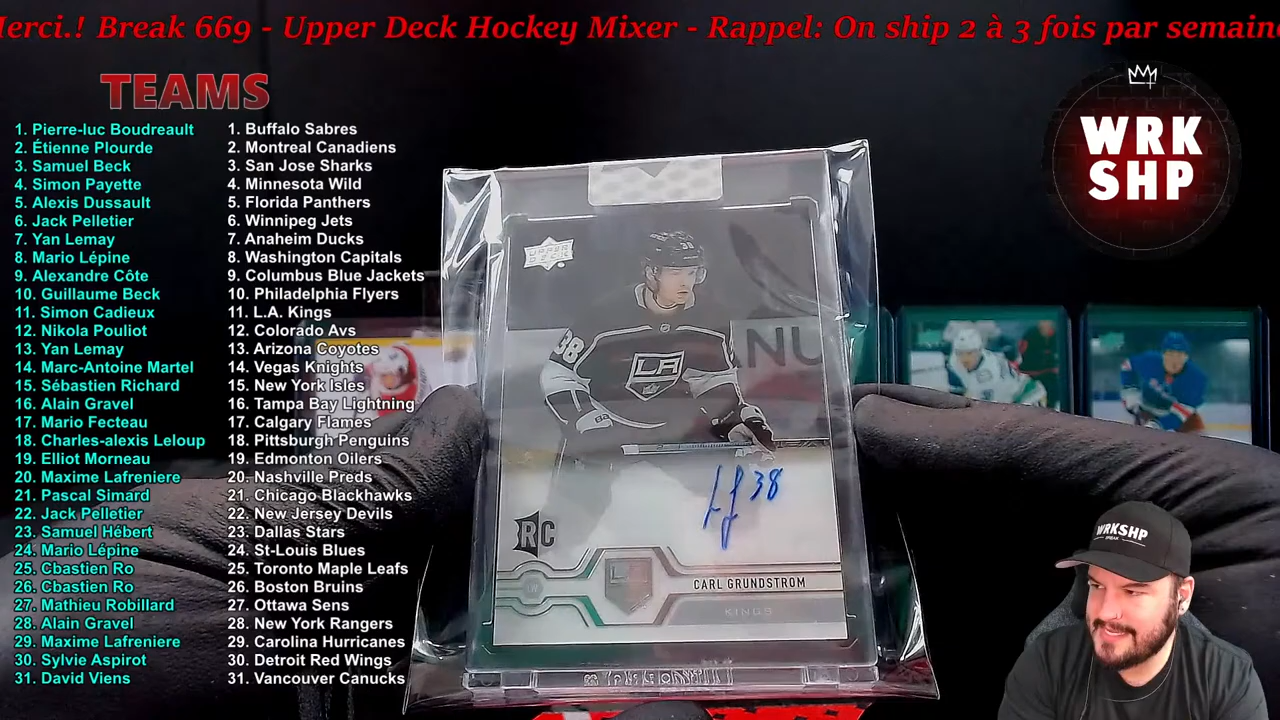 erci.! Break 669 - Upper Deck Hockey Mixer - Rappel: On ship 2 à 3 fois par semain
TEAMS
1. Pierre-luc Boudreault
2. Étienne Plourde
3. Samuel Beck
4. Simon Payette
5. Alexis Dussault
6. Jack Pelletier
7. Yan Lemay
8. Mario Lépine
9. Alexandre Côte
10. Guillaume Beck
11. Simon Cadieux
12. Nikola Pouliot
13. Yan Lemay
14. Marc-Antoine Martel
15. Sébastien Richard
16. Alain Gravel
17. Mario Fecteau
18. Charles-alexis Leloup
19. Elliot Morneau
20. Maxime Lafreniere
21. Pascal Simard
22. Jack Pelletier
23. Samuel Hébert
24. Mario Lépine
25. Cbastien Ro
26. Cbastien Ro
27. Mathieu Robillard
28. Alain Gravel
29. Maxime Lafreniere
30. Sylvie Aspirot
31. David Viens
1. Buffalo Sabres
2. Montreal Canadiens
3. San Jose Sharks
4. Minnesota Wild
5. Florida Panthers
6. Winnipeg Jets
7. Anaheim Ducks
8. Washington Capitals
9. Columbus Blue Jackets
10. Philadelphia Flyers
11. L.A. Kings
12. Colorado Avs
13. Arizona Coyotes
14. Vegas Knights
15. New York Isles
16. Tampa Bay Lightning
17. Calgary Flames
18. Pittsburgh Penguins
19. Edmonton Oilers
20. Nashville Preds
21. Chicago Blackhawks
22. New Jersey Devils
23. Dallas Stars
24. St-Louis Blues
25. Toronto Maple Leafs
26. Boston Bruins
27. Ottawa Sens
28. New York Rangers
29. Carolina Hurricanes
30. Detroit Red Wings
31. Vancouver Canucks
UPPER
DECK
38
38
LA
NU
38
RC
LW
CARL GRUNDSTROM
KINGS
WRK
SHP
WRKSHP
BREAK